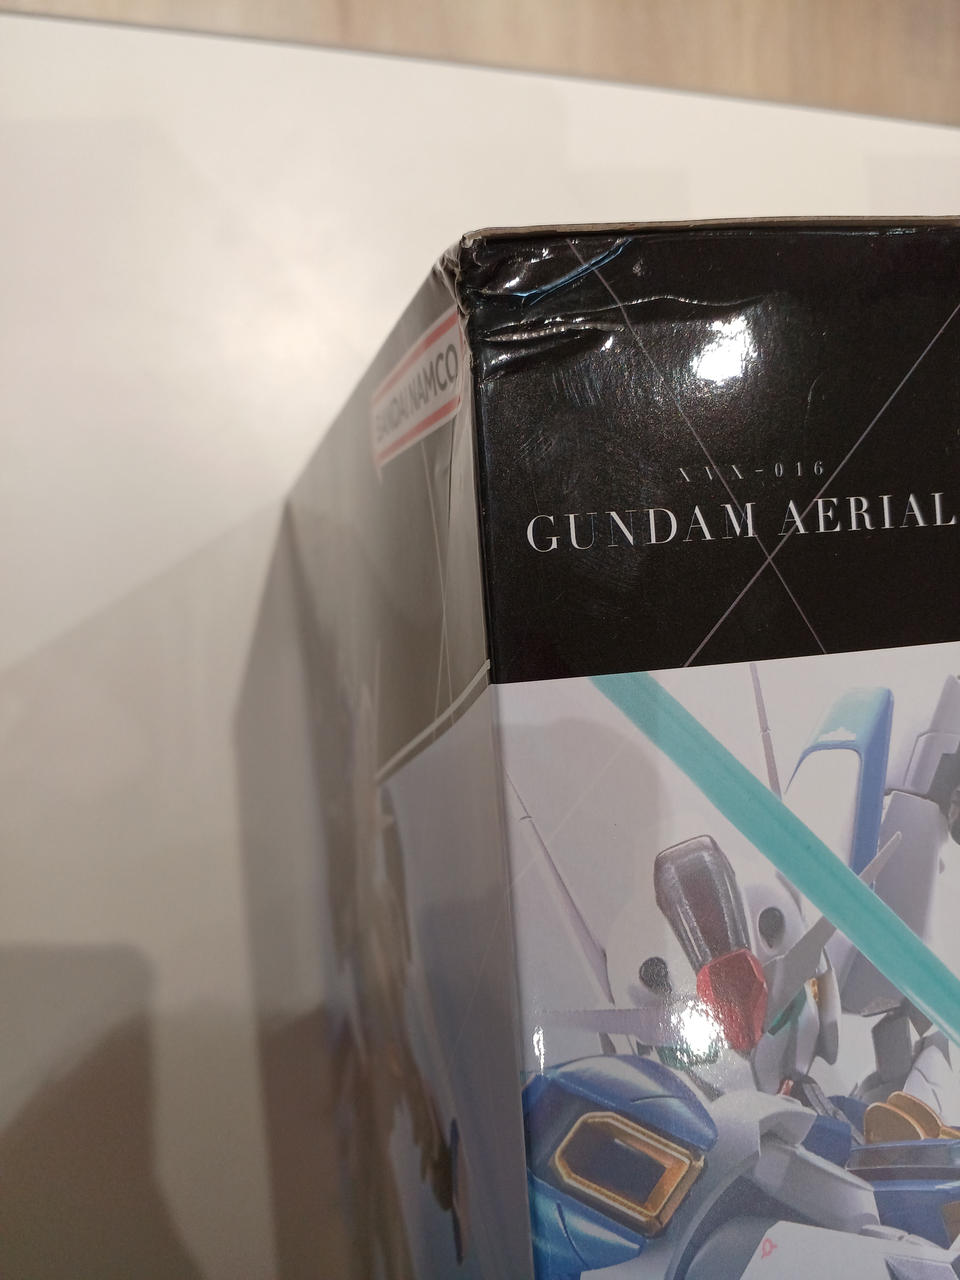 BANDAI NAMCO
XVX-016
GUNDAM AERIAL